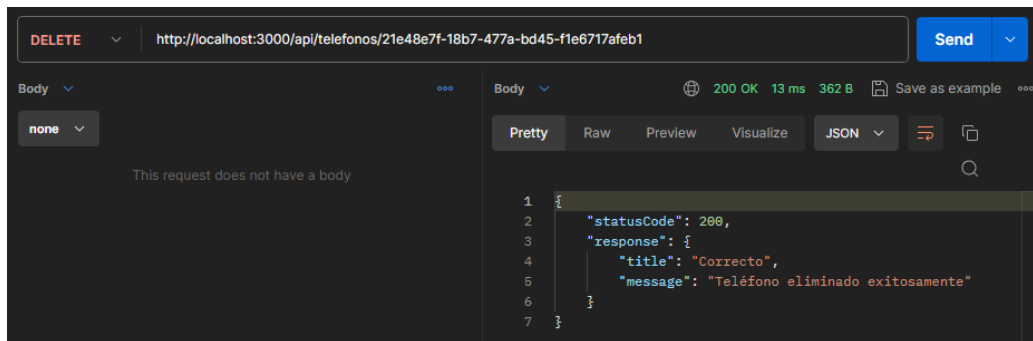 DELETE http://localhost:3000/api/telefonos/21e48e7f-18b7-477a-bd45-f1e6717afeb1 Send
Body
none
This request does not have a body
Body 200 OK 13 ms 362 B Save as example
Pretty Raw Preview Visualize JSON
1 {
2 "statusCode": 200,
3 "response": {
4 "title": "Correcto",
5 "message": "Teléfono eliminado exitosamente"
6 }
7 }